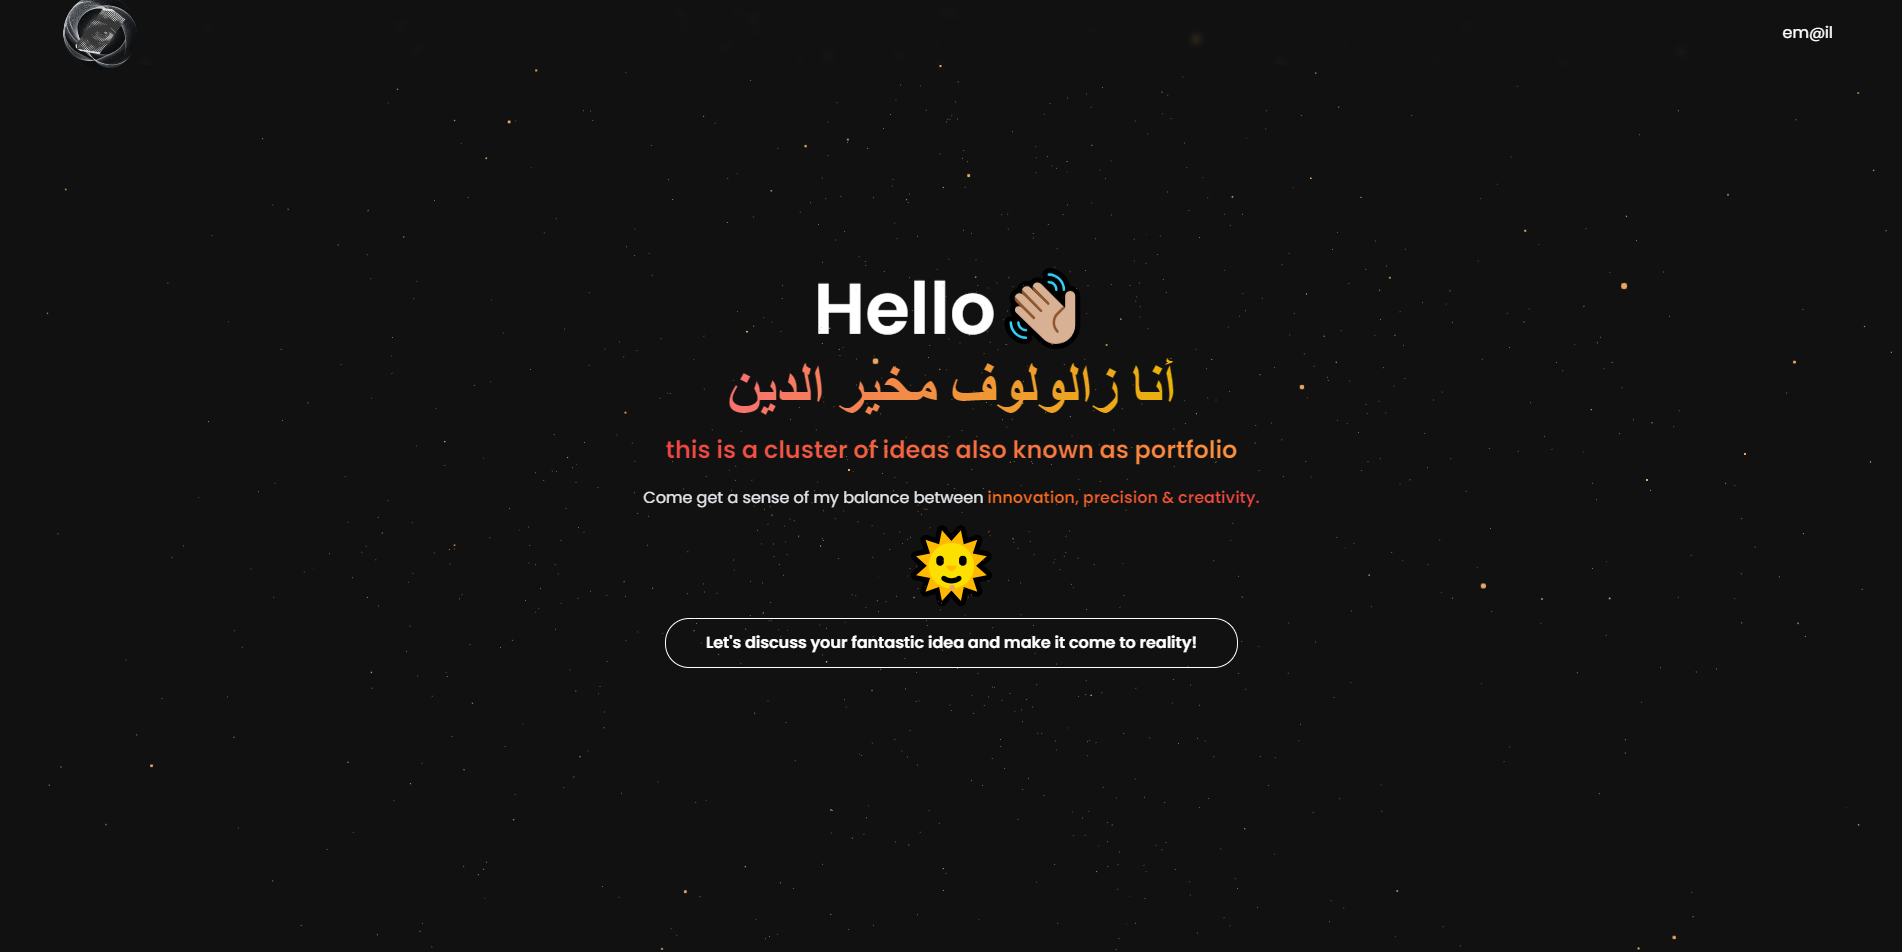 em@il
Hello 👋🏼
أنا زالولوف مخير الدين
this is a cluster of ideas also known as portfolio
Come get a sense of my balance between innovation, precision & creativity.
🌞
Let's discuss your fantastic idea and make it come to reality!